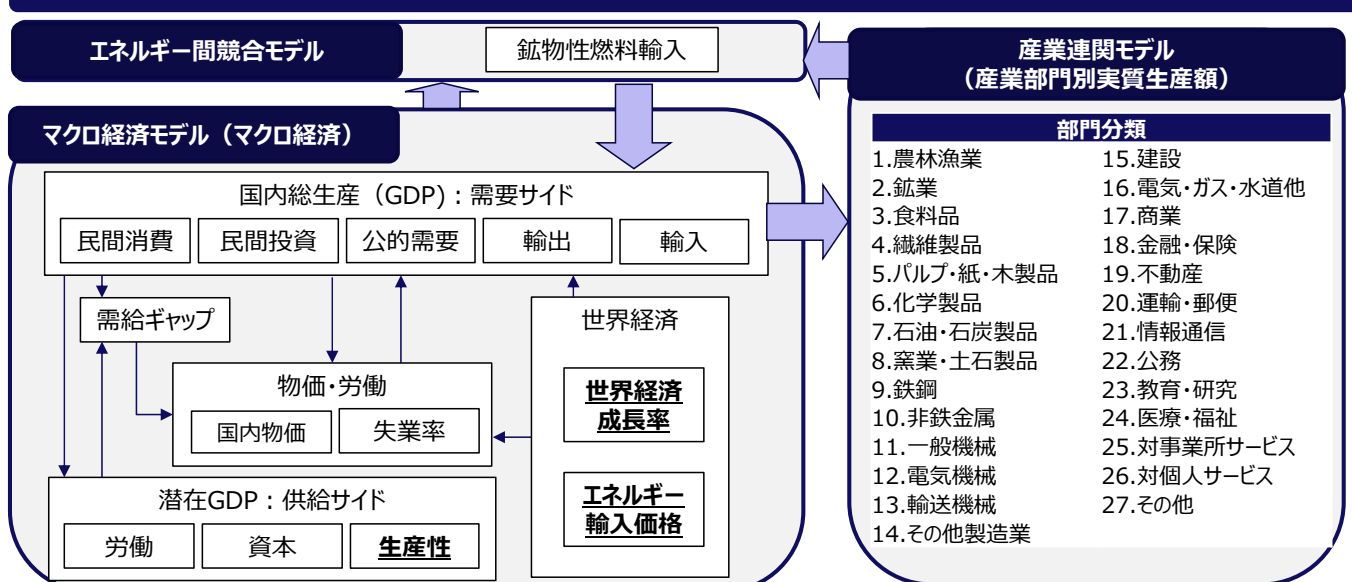 エネルギー間競合モデル
鉱物性燃料輸入
マクロ経済モデル（マクロ経済）
国内総生産（GDP)：需要サイド
民間消費
民間投資
公的需要
輸出
輸入
需給ギャップ
物価・労働
国内物価
失業率
世界経済
世界経済
成長率
エネルギー
輸入価格
潜在GDP：供給サイド
労働
資本
生産性
産業連関モデル
（産業部門別実質生産額）
部門分類
1.農林漁業
2.鉱業
3.食料品
4.繊維製品
5.パルプ・紙・木製品
6.化学製品
7.石油・石炭製品
8.窯業・土石製品
9.鉄鋼
10.非鉄金属
11.一般機械
12.電気機械
13.輸送機械
14.その他製造業
15.建設
16.電気・ガス・水道他
17.商業
18.金融・保険
19.不動産
20.運輸・郵便
21.情報通信
22.公務
23.教育・研究
24.医療・福祉
25.対事業所サービス
26.対個人サービス
27.その他